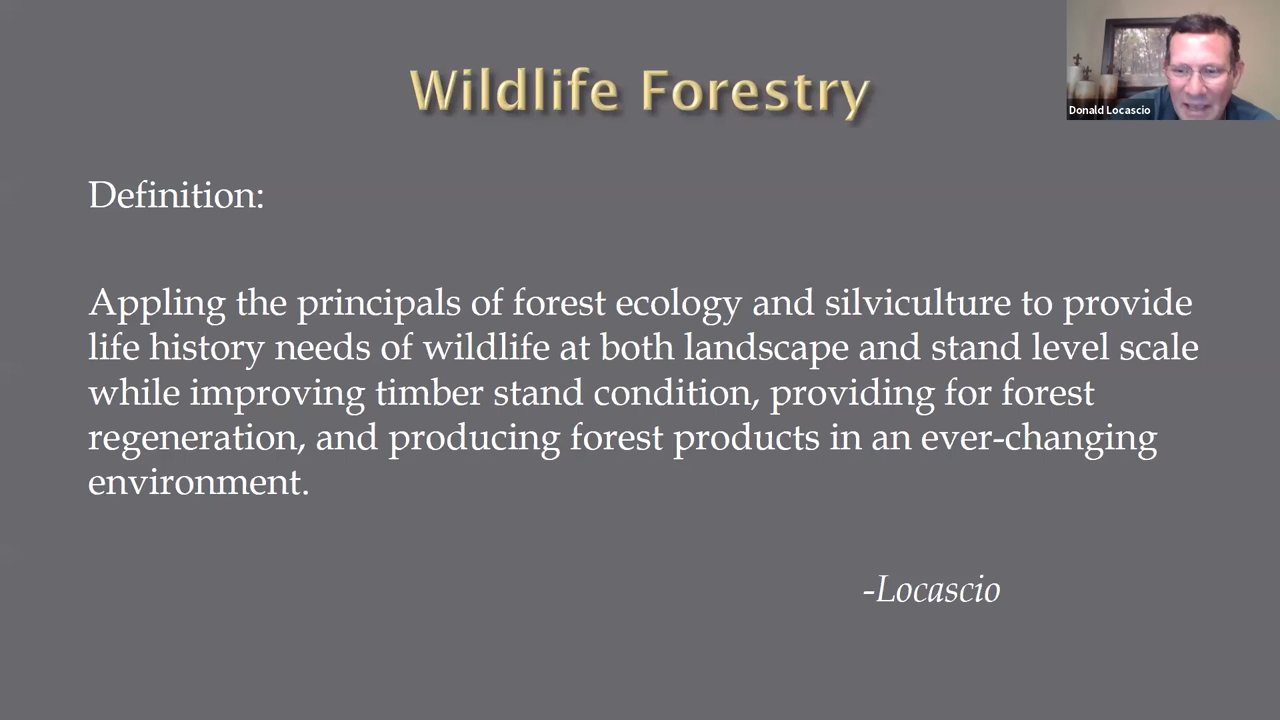 Wildlife Forestry
Donald Locascio
Definition:
Appling the principals of forest ecology and silviculture to provide
life history needs of wildlife at both landscape and stand level scale
while improving timber stand condition, providing for forest
regeneration, and producing forest products in an ever-changing
environment.
-Locascio